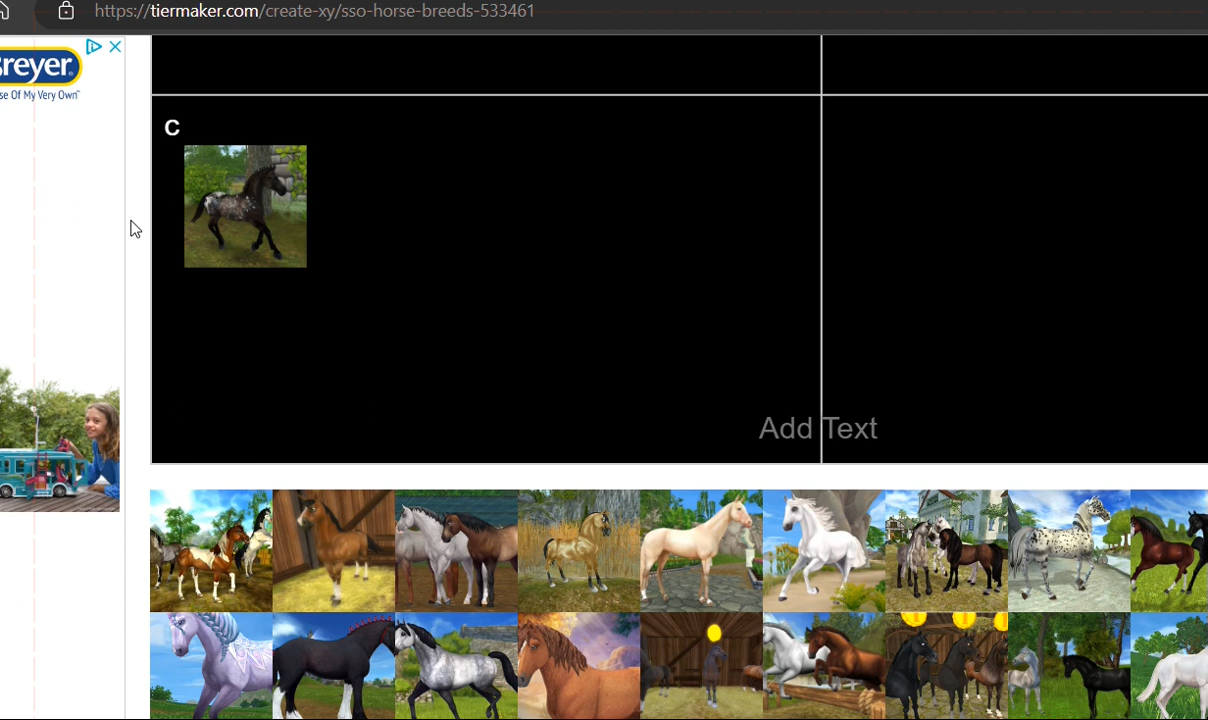 https://tiermaker.com/create-xy/sso-horse-breeds-533461
reyer
se Of My Very Own
C
Add Text